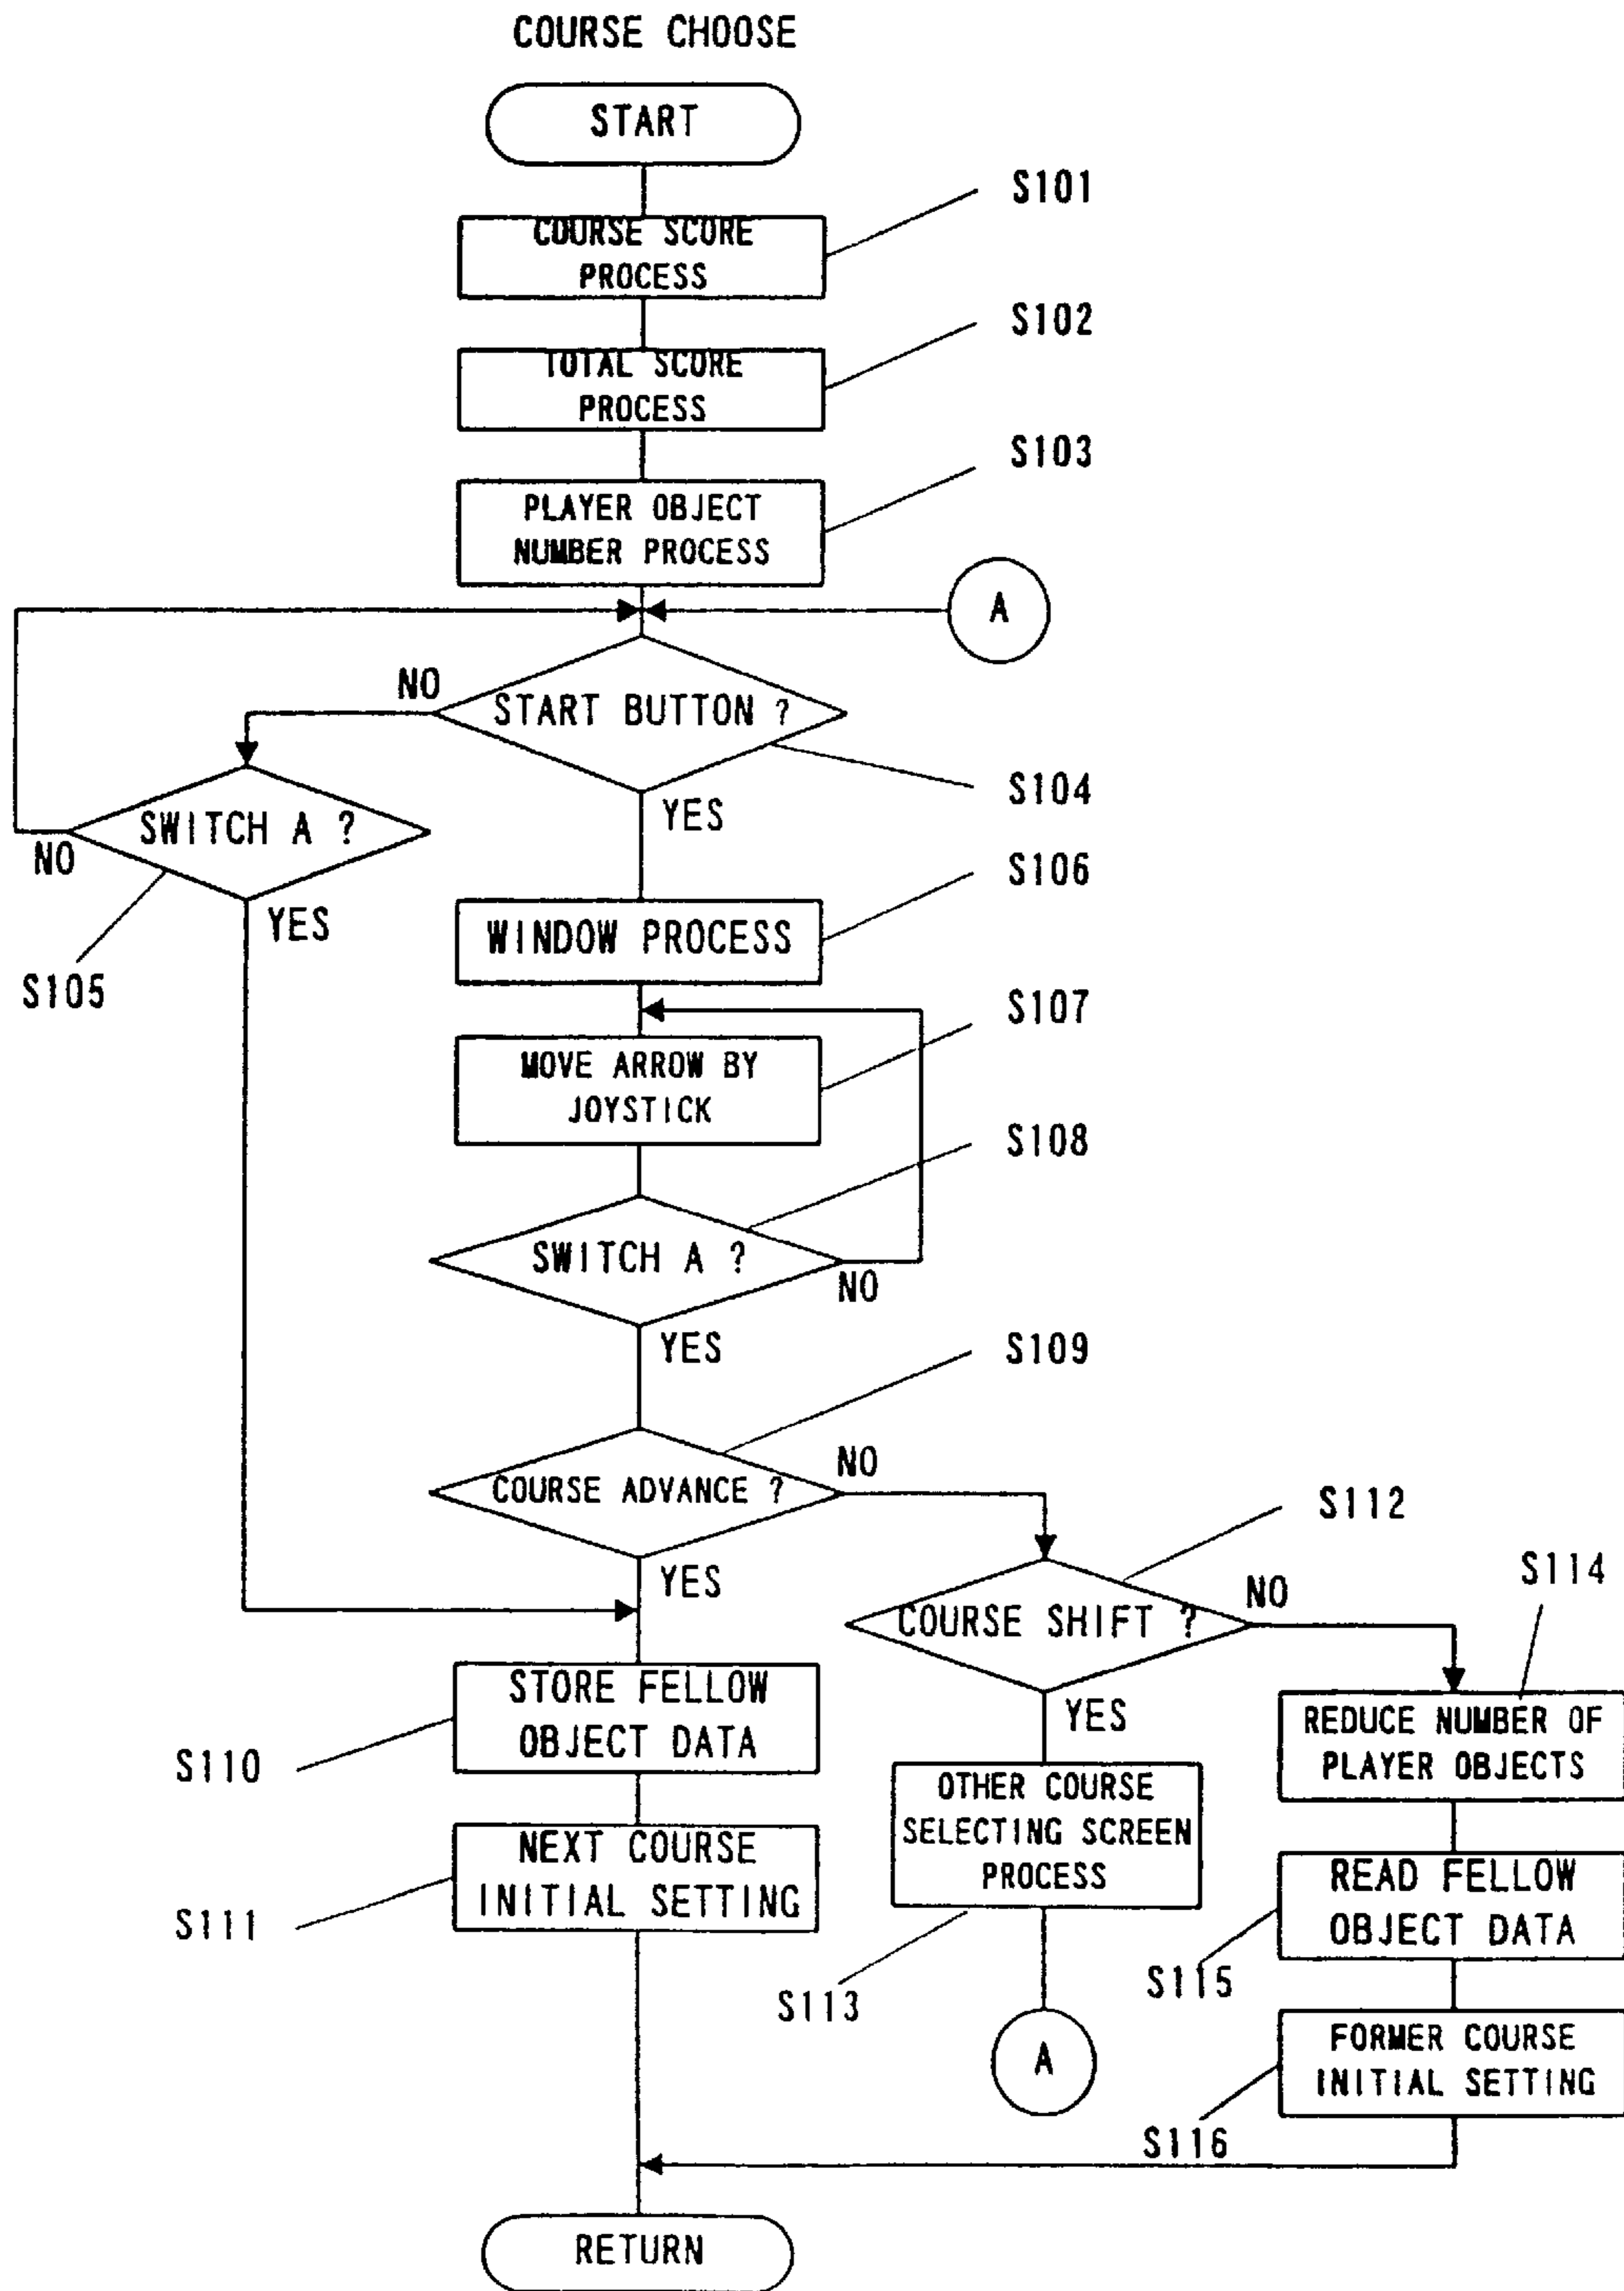 COURSE CHOOSE
START
S101
COURSE SCORE
PROCESS
S102
TOTAL SCORE
PROCESS
S103
PLAYER OBJECT
NUMBER PROCESS
A
NO
START BUTTON ?
S104
YES
SWITCH A ?
NO
YES
S105
S106
WINDOW PROCESS
S107
MOVE ARROW BY
JOYSTICK
S108
SWITCH A ?
NO
YES
S109
COURSE ADVANCE ?
NO
YES
S112
COURSE SHIFT ?
NO
YES
S114
REDUCE NUMBER OF
PLAYER OBJECTS
STORE FELLOW
OBJECT DATA
S110
OTHER COURSE
SELECTING SCREEN
PROCESS
S113
NEXT COURSE
INITIAL SETTING
S111
READ FELLOW
OBJECT DATA
S115
A
FORMER COURSE
INITIAL SETTING
S116
RETURN